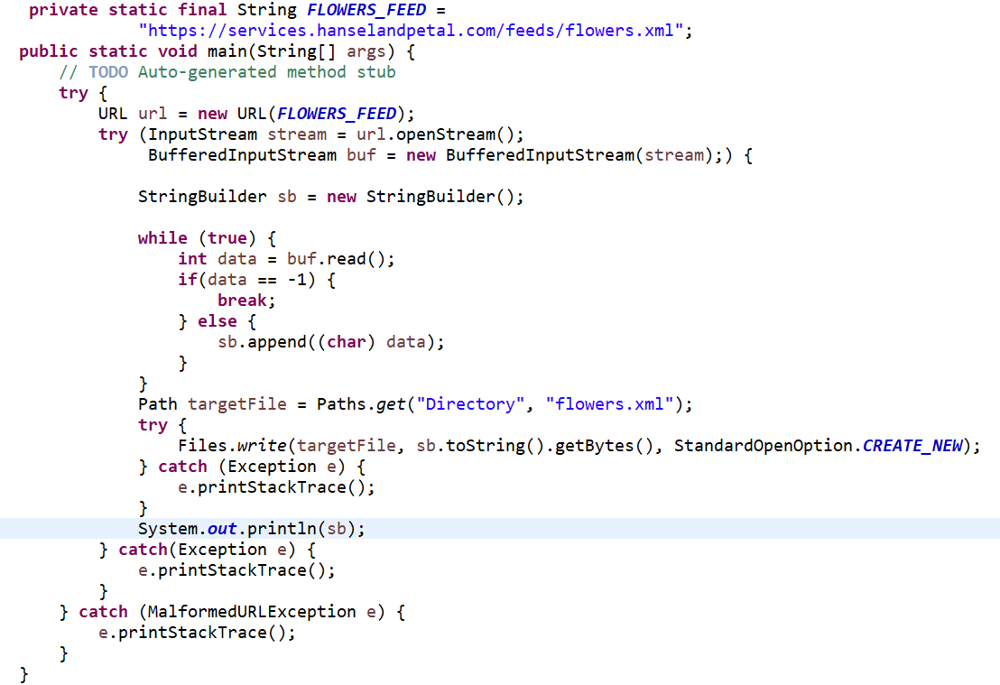 private static final String FLOWERS_FEED =
"https://services.hanselandpetal.com/feeds/flowers.xml";
public static void main(String[] args) {
// TODO Auto-generated method stub
try {
URL url = new URL(FLOWERS_FEED);
try (InputStream stream = url.openStream();
BufferedInputStream buf = new BufferedInputStream(stream);) {
StringBuilder sb = new StringBuilder();
while (true) {
int data = buf.read();
if(data == -1) {
break;
} else {
sb.append((char) data);
}
}
Path targetFile = Paths.get("Directory", "flowers.xml");
try {
Files.write(targetFile, sb.toString().getBytes(), StandardOpenOption.CREATE_NEW);
} catch (Exception e) {
e.printStackTrace();
}
System.out.println(sb);
} catch(Exception e) {
e.printStackTrace();
}
} catch (MalformedURLException e) {
e.printStackTrace();
}
}